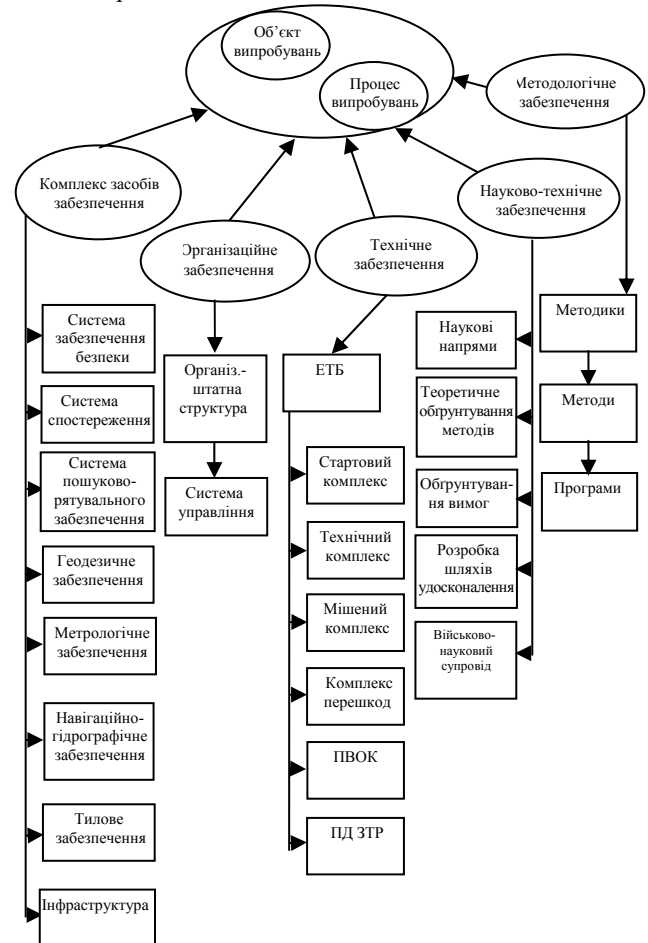 Об’єкт
випробувань
Процес
випробувань
Методологічне
забезпечення
Комплекс засобів
забезпечення
Науково-технічне
забезпечення
Організаційне
забезпечення
Технічне
забезпечення
Система
забезпечення
безпеки
Система
спостереження
Система
пошуково-
рятувального
забезпечення
Геодезичне
забезпечення
Метрологічне
забезпечення
Навігаційно-
гідрографічне
забезпечення
Тилове
забезпечення
Інфраструктура
Організ.-
штатна
структура
Система
управління
ЕТБ
Стартовий
комплекс
Технічний
комплекс
Мішений
комплекс
Комплекс
перешкод
ПВОК
ПД ЗТР
Наукові
напрями
Теоретичне
обґрунтування
методів
Обґрунтуван-
ня вимог
Розробка
шляхів
удосконалення
Військово-
науковий
супровід
Методики
Методи
Програми